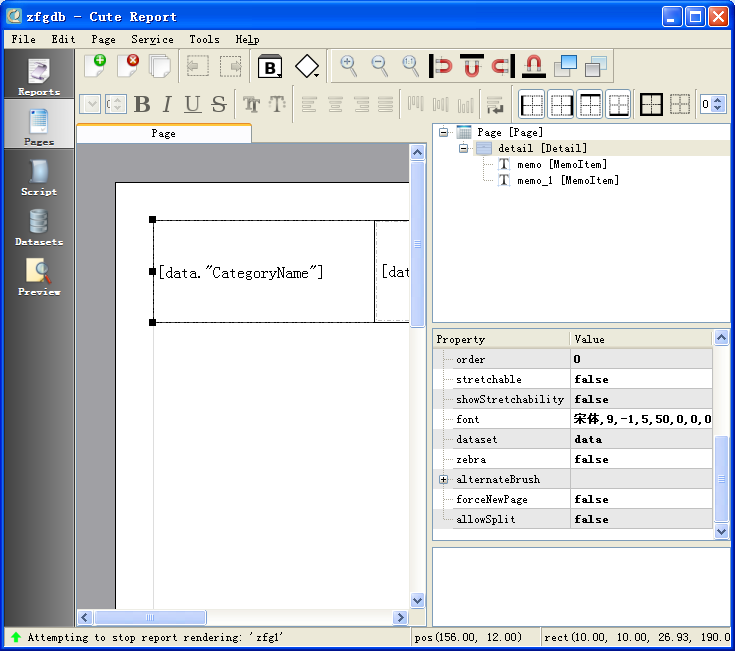 zfgdb - Cute Report
File Edit Page Service Tools Help
Reports
Pages
Script
Datasets
Preview
B
B I U S
0
Page
[data."CategoryName"]
[dat
Page [Page]
detail [Detail]
memo [MemoItem]
memo_1 [MemoItem]
Property Value
order 0
stretchable false
showStretchability false
font 宋体,9,-1,5,50,0,0,0
dataset data
zebra false
alternateBrush
forceNewPage false
allowSplit false
Attempting to stop report rendering: 'zfg1' pos(156.00, 12.00) rect(10.00, 10.00, 26.93, 190.0